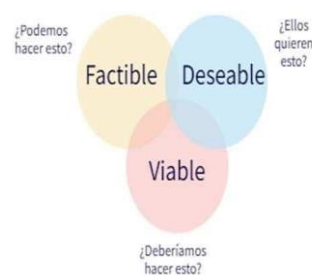 ¿Podemos
hacer esto?
¿Ellos
quieren
esto?
Factible
Deseable
Viable
¿Deberíamos
hacer esto?